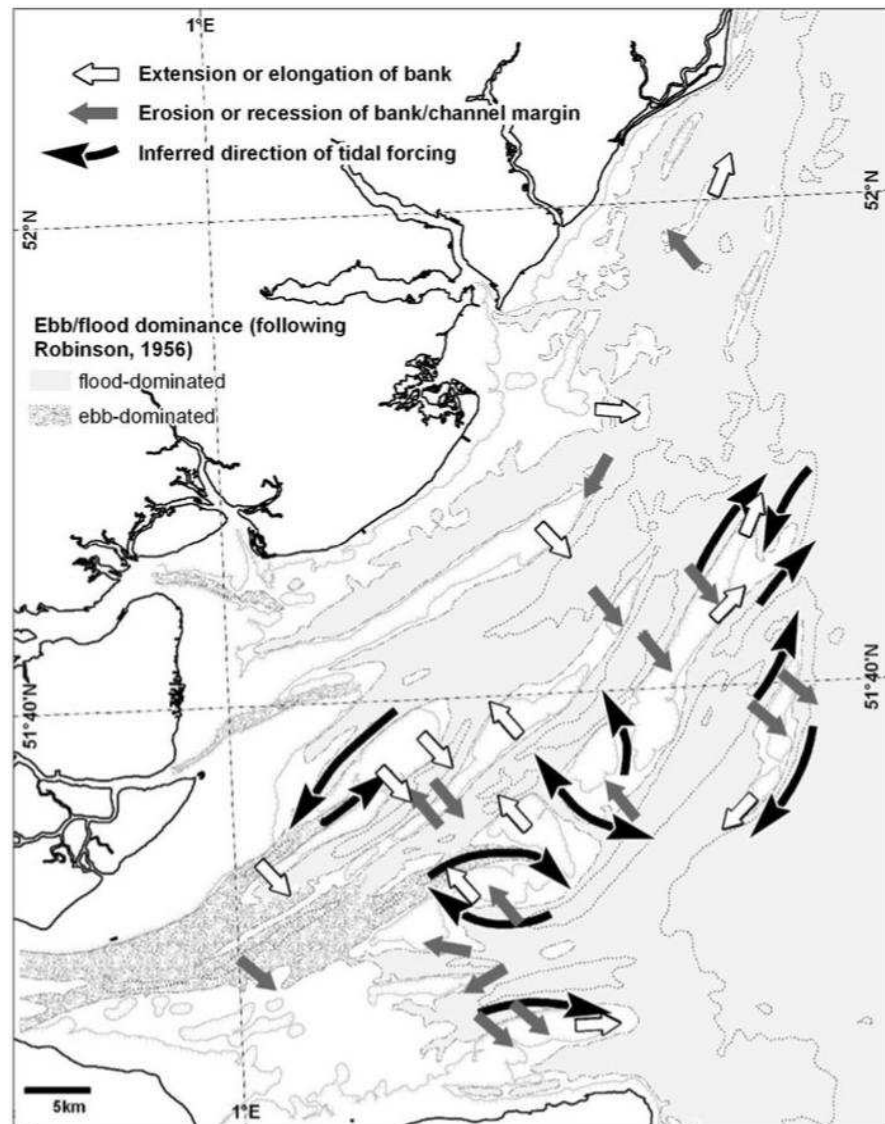 1°E
Extension or elongation of bank
Erosion or recession of bank/channel margin
Inferred direction of tidal forcing
52°N
52°N
Ebb/flood dominance (following
Robinson, 1956)
flood-dominated
ebb-dominated
51°40'N
51°40'N
5km
1°E